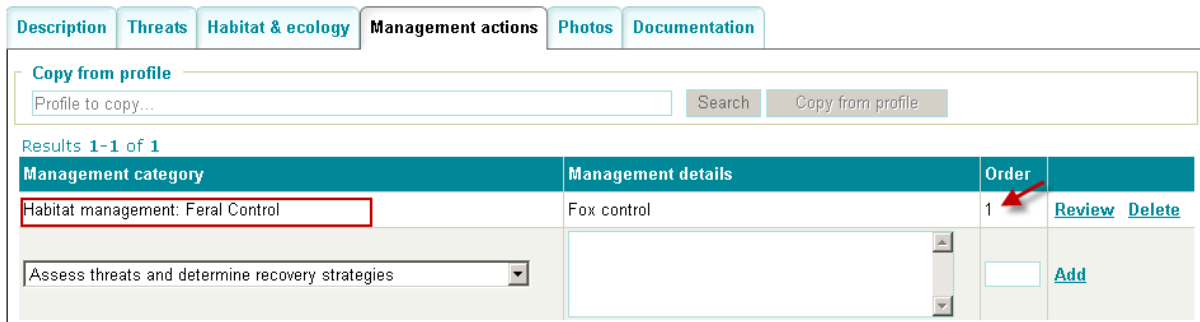 Description Threats Habitat & ecology Management actions Photos Documentation
Copy from profile
Profile to copy... Search Copy from profile
Results 1-1 of 1
Management category Management details Order
Habitat management: Feral Control Fox control 1 Review Delete
Assess threats and determine recovery strategies Add